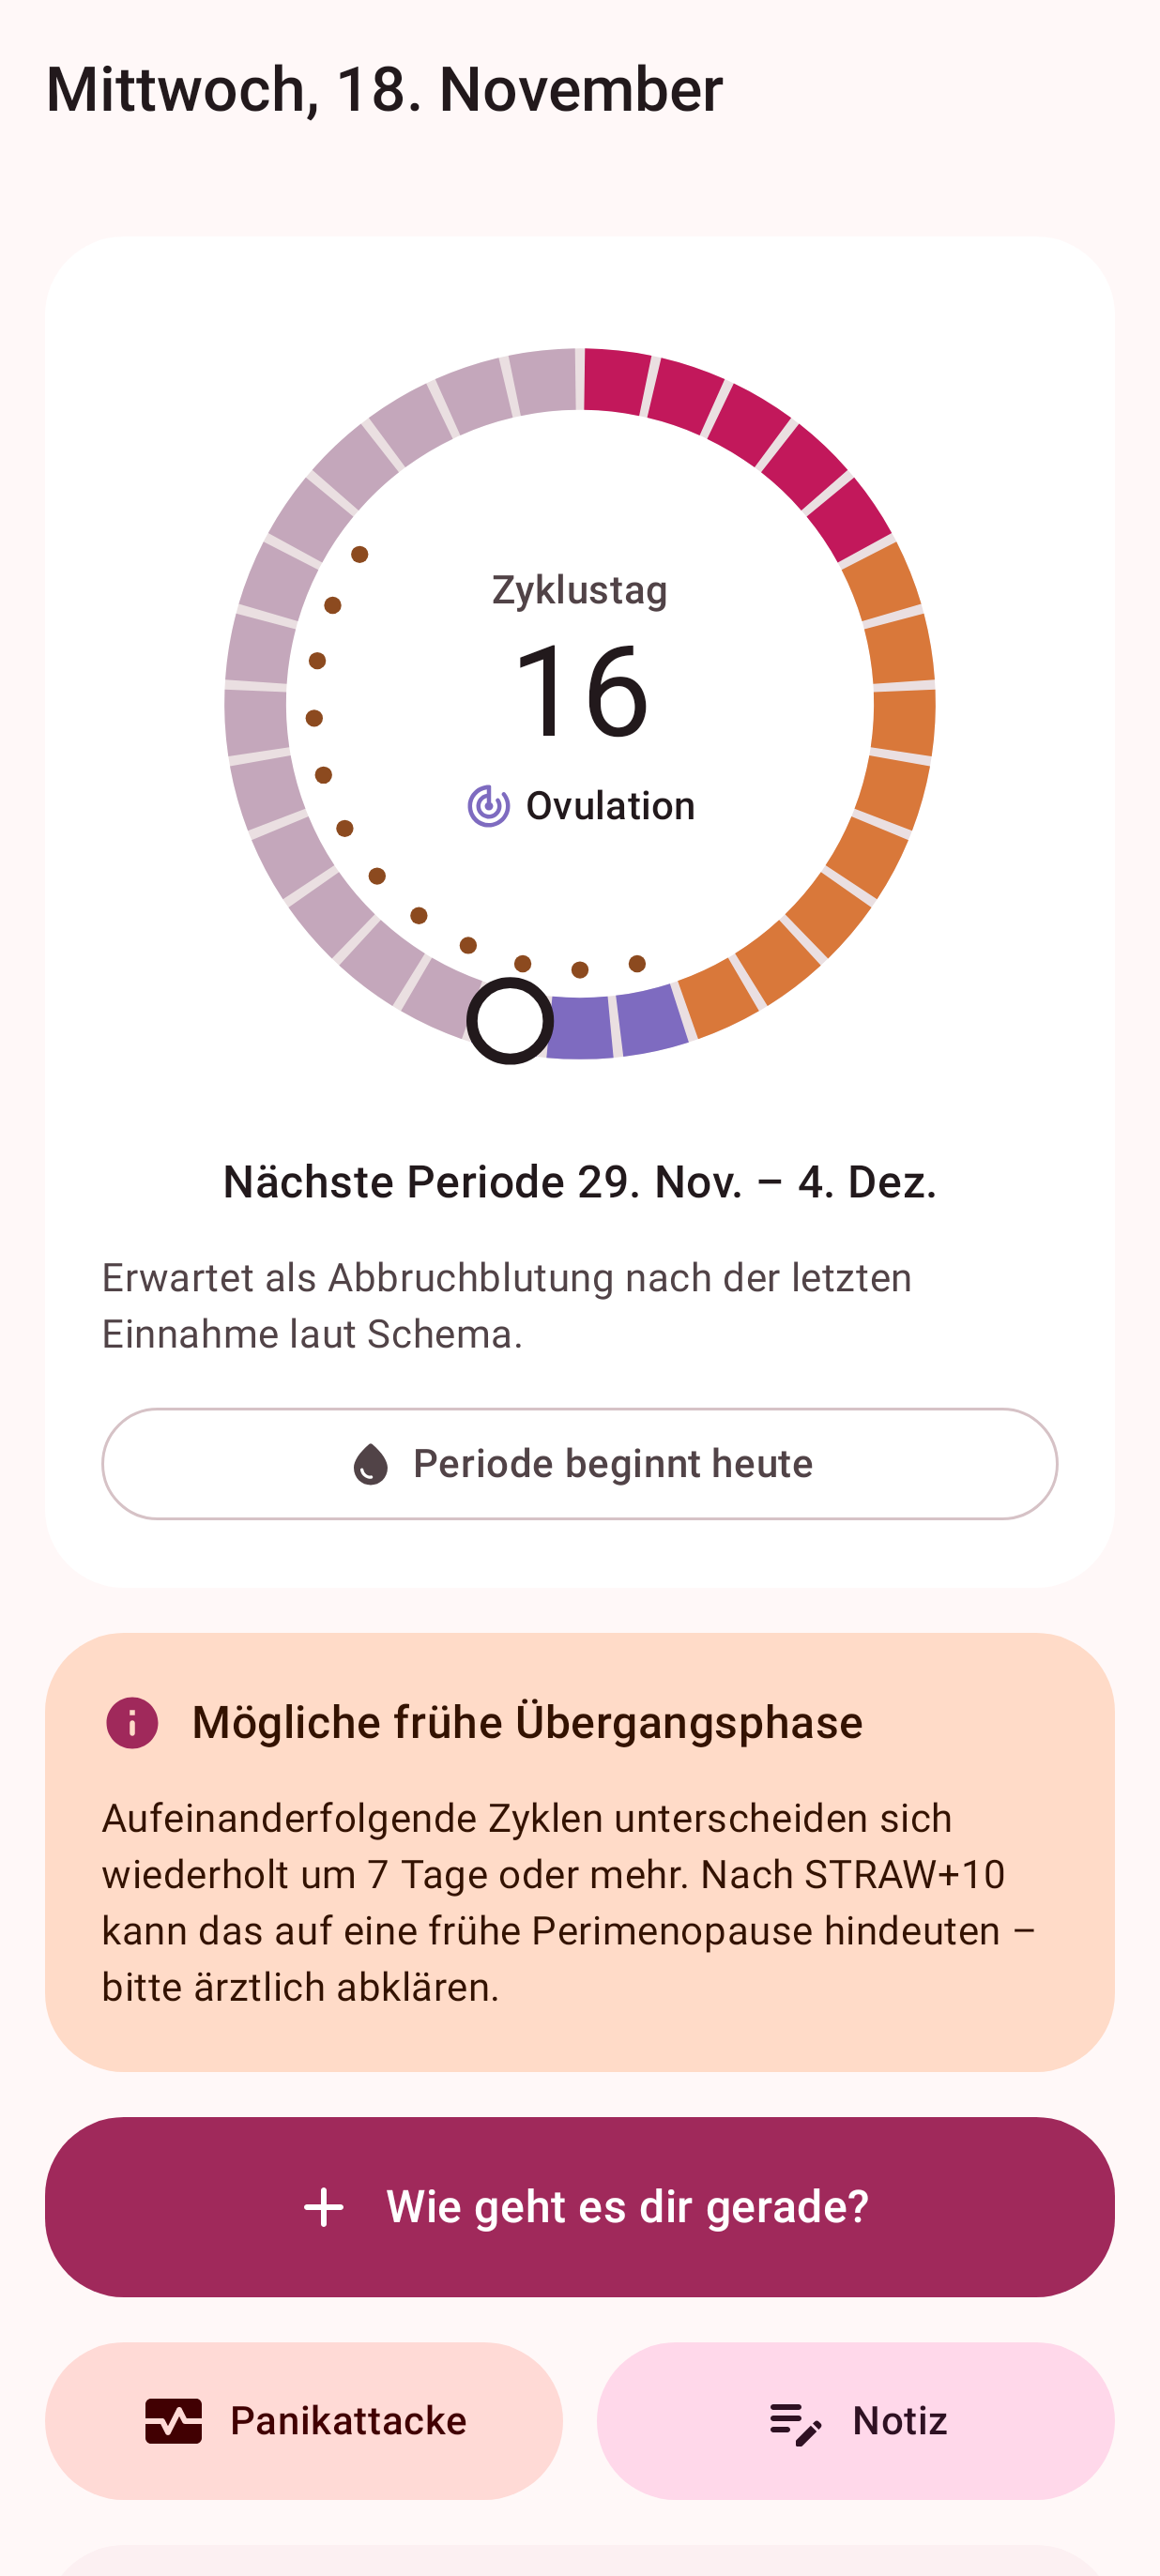 Mittwoch, 18. November
Zyklustag
16
Ovulation
Nächste Periode 29. Nov. – 4. Dez.
Erwartet als Abbruchblutung nach der letzten
Einnahme laut Schema.
Periode beginnt heute
Mögliche frühe Übergangsphase
Aufeinanderfolgende Zyklen unterscheiden sich
wiederholt um 7 Tage oder mehr. Nach STRAW+10
kann das auf eine frühe Perimenopause hindeuten –
bitte ärztlich abklären.
Wie geht es dir gerade?
Panikattacke
Notiz